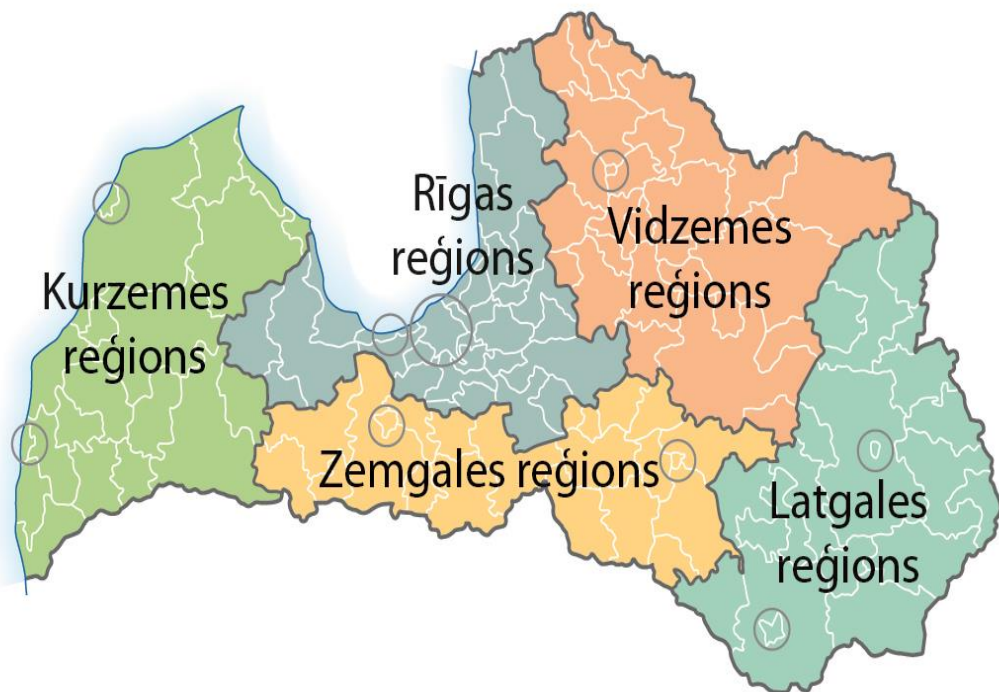 Kurzemes
reģions
Rīgas
reģions
Vidzemes
reģions
Zemgales reģions
Latgales
reģions